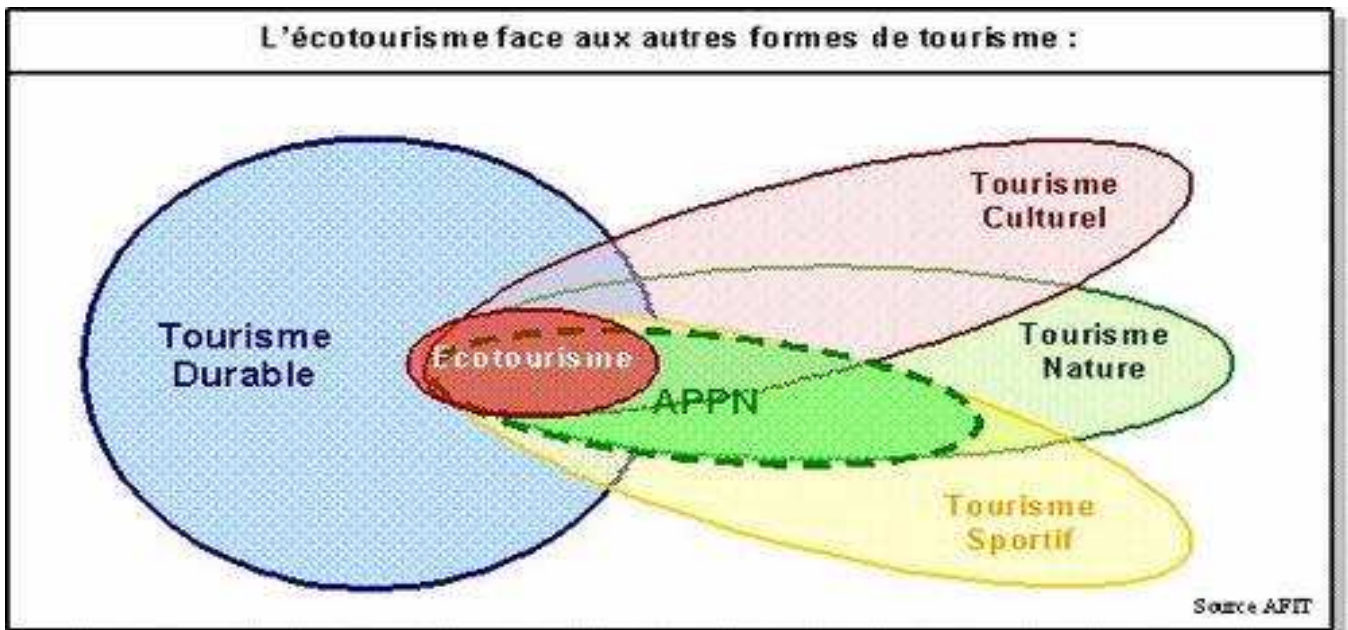 L'écotourisme face aux autres formes de tourisme :
Tourisme
Culturel
Tourisme
Durable
Ecotourisme
Tourisme
Nature
APPN
Tourisme
Sportif
Source AFIT